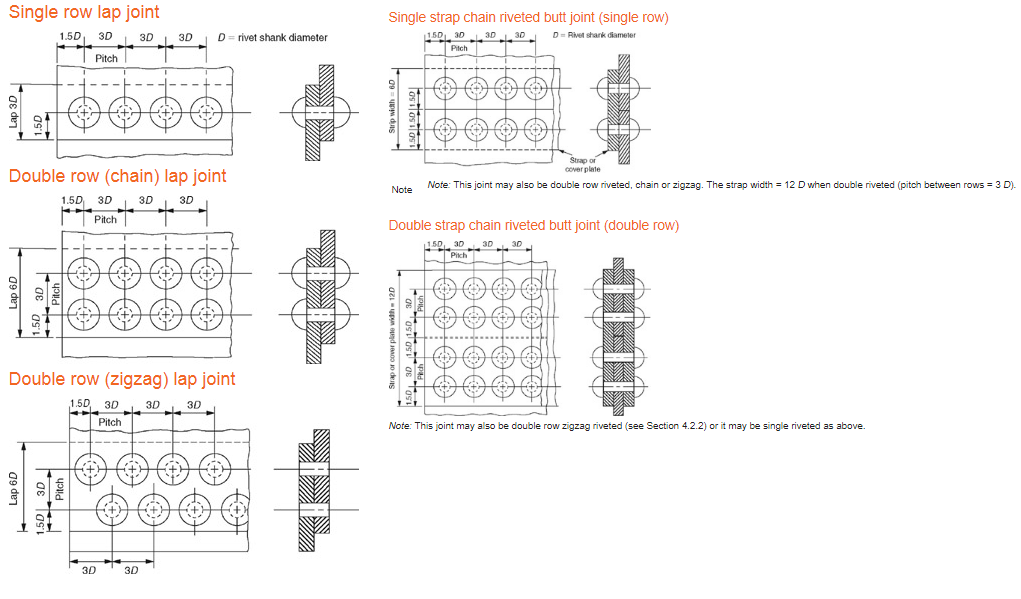 Single row lap joint
1.5D 3D 3D 3D D = rivet shank diameter
Pitch
Lap 3D
1.5D
Double row (chain) lap joint
1.5D 3D 3D 3D
Pitch
Lap 6D
3D
Pitch
1.5D
Double row (zigzag) lap joint
1.5D 3D 3D 3D
Pitch
Lap 6D
3D
Pitch
1.5D
3D 3D
Single strap chain riveted butt joint (single row)
1.5D 3D 3D 3D D = Rivet shank diameter
Pitch
Strip width = 6D
1.5D 1.5D 1.5D
Strap or
cover plate
Note
Note: This joint may also be double row riveted, chain or zigzag. The strap width = 12 D when double riveted (pitch between rows = 3 D).
Double strap chain riveted butt joint (double row)
1.5D 3D 3D 3D
Pitch
Strap or cover plate width = 12D
3D
Pitch
1.5D 1.5D
3D
Pitch
1.5D
Note: This joint may also be double row zigzag riveted (see Section 4.2.2) or it may be single riveted as above.